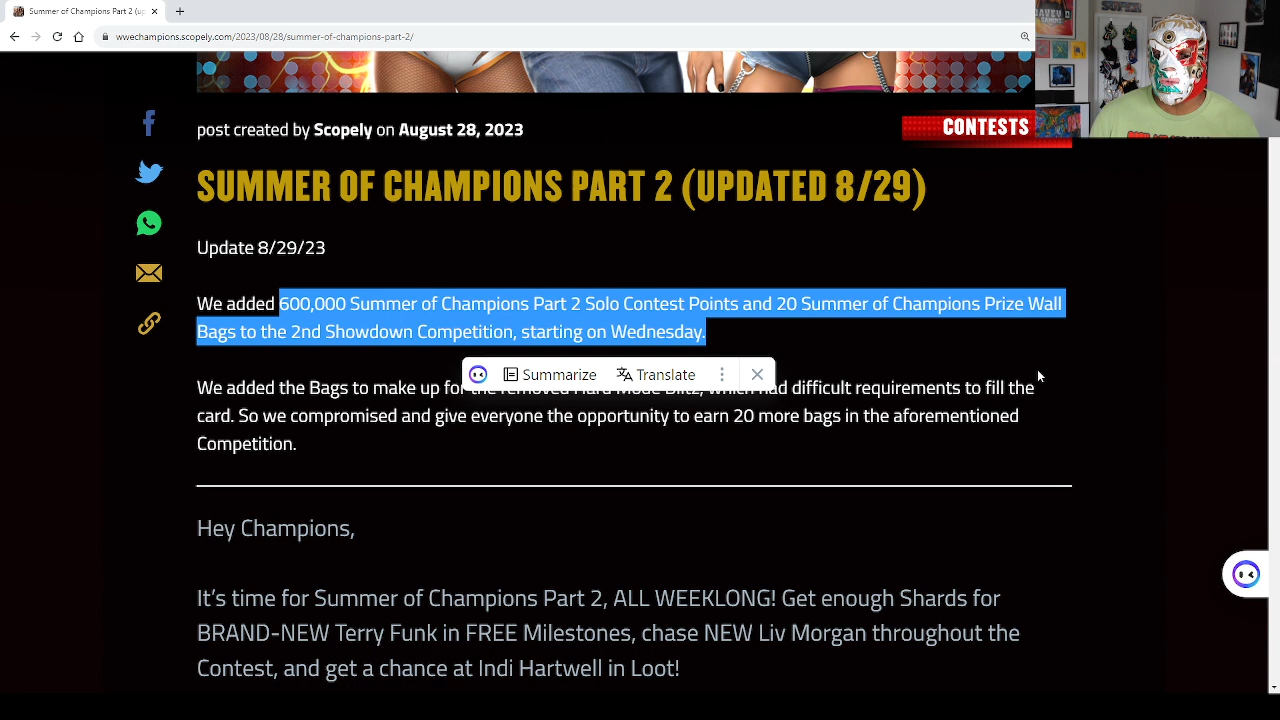 Summer of Champions Part 2 (up
wwechampions.scopely.com/2023/08/28/summer-of-champions-part-2/
post created by Scopely on August 28, 2023
CONTESTS
SUMMER OF CHAMPIONS PART 2 (UPDATED 8/29)
Update 8/29/23
We added 600,000 Summer of Champions Part 2 Solo Contest Points and 20 Summer of Champions Prize Wall
Bags to the 2nd Showdown Competition, starting on Wednesday.
Summarize Translate
We added the Bags to make up for the removed Hard Mode Blitz, which had difficult requirements to fill the
card. So we compromised and give everyone the opportunity to earn 20 more bags in the aforementioned
Competition.
Hey Champions,
It’s time for Summer of Champions Part 2, ALL WEEKLONG! Get enough Shards for
BRAND-NEW Terry Funk in FREE Milestones, chase NEW Liv Morgan throughout the
Contest, and get a chance at Indi Hartwell in Loot!